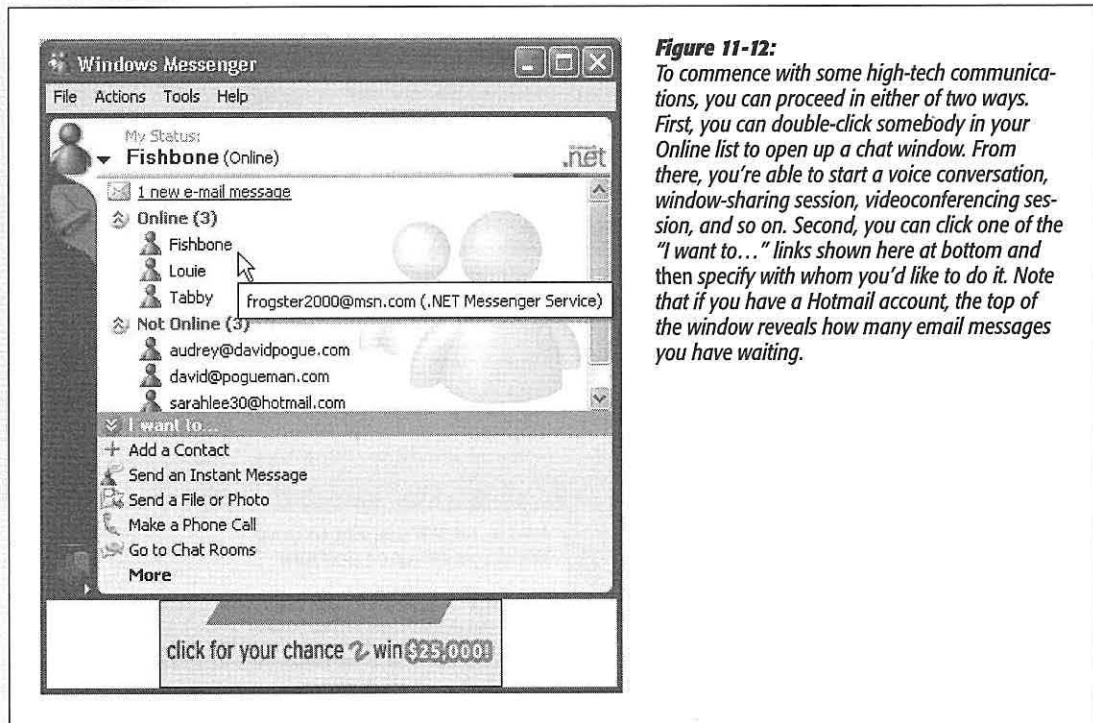 Windows Messenger
File Actions Tools Help
My Status:
Fishbone (Online)
.net
1 new e-mail message
Online (3)
Fishbone
Louie
Tabby
frogster2000@msn.com (.NET Messenger Service)
Not Online (3)
audrey@davidpogue.com
david@pogueman.com
sarahlee30@hotmail.com
I want to...
Add a Contact
Send an Instant Message
Send a File or Photo
Make a Phone Call
Go to Chat Rooms
More
click for your chance 2 win $25,000!
Figure 11-12:
To commence with some high-tech communica-
tions, you can proceed in either of two ways.
First, you can double-click somebody in your
Online list to open up a chat window. From
there, you're able to start a voice conversation,
window-sharing session, videoconferencing ses-
sion, and so on. Second, you can click one of the
"I want to…" links shown here at bottom and
then specify with whom you'd like to do it. Note
that if you have a Hotmail account, the top of
the window reveals how many email messages
you have waiting.